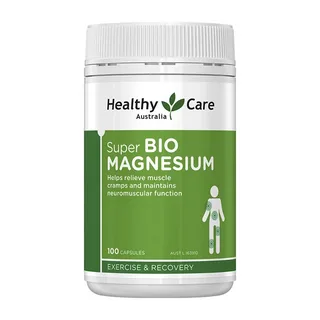 Healthy Care
Australia
Super BIO
MAGNESIUM
Helps relieve muscle
cramps and maintains
neuromuscular function
100 CAPSULES
EXERCISE & RECOVERY